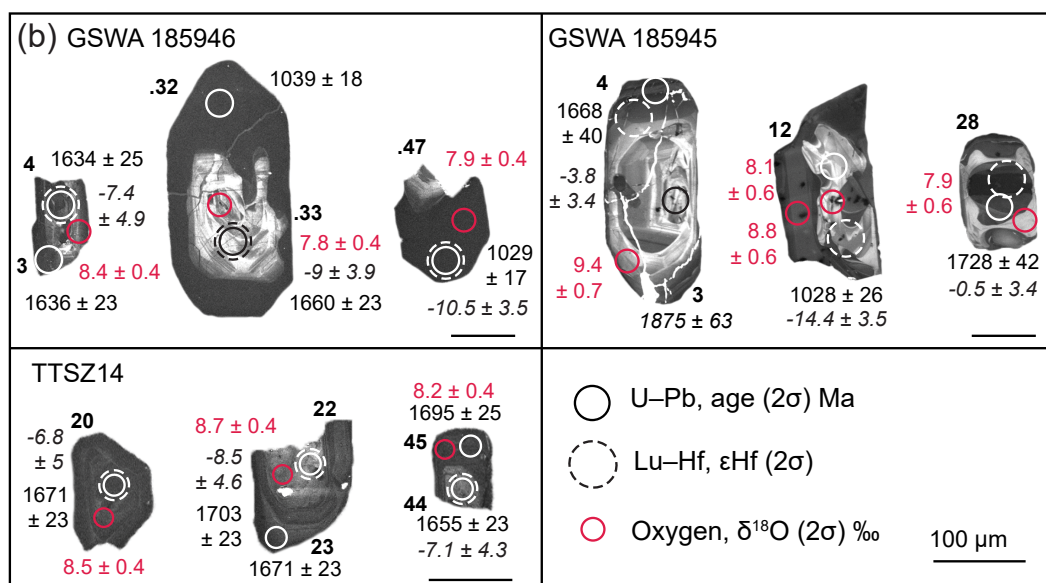 (b) GSWA 185946
.32
1039 ± 18
4
1634 ± 25
-7.4
± 4.9
3
8.4 ± 0.4
1636 ± 23
.33
7.8 ± 0.4
-9 ± 3.9
1660 ± 23
.47
7.9 ± 0.4
1029
± 17
-10.5 ± 3.5
GSWA 185945
4
1668
± 40
-3.8
± 3.4
9.4
± 0.7
3
1875 ± 63
12
8.1
± 0.6
8.8
± 0.6
1028 ± 26
-14.4 ± 3.5
28
7.9
± 0.6
1728 ± 42
-0.5 ± 3.4
TTSZ14
20
-6.8
± 5
1671
± 23
8.5 ± 0.4
22
8.7 ± 0.4
-8.5
± 4.6
1703
± 23
23
1671 ± 23
8.2 ± 0.4
1695 ± 25
45
44
1655 ± 23
-7.1 ± 4.3
U–Pb, age (2σ) Ma
Lu–Hf, εHf (2σ)
Oxygen, δ¹⁸O (2σ) ‰
100 µm